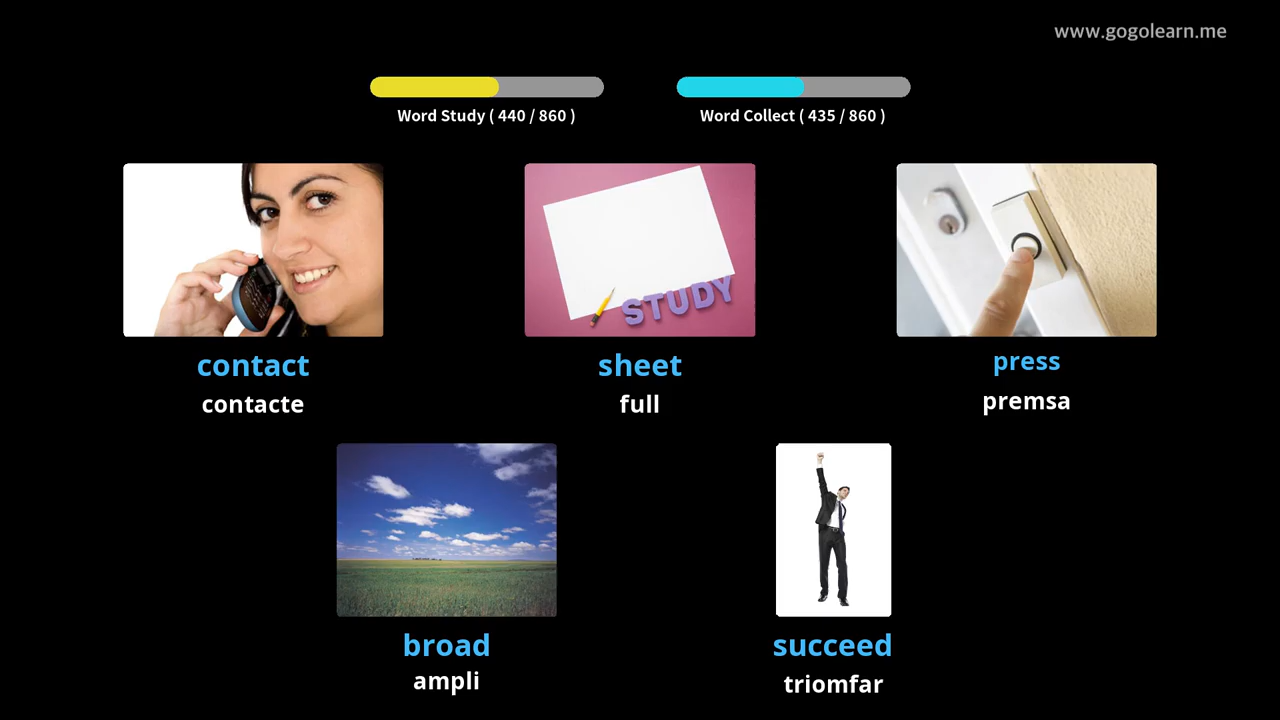 www.gogolearn.me
Word Study ( 440 / 860 )
Word Collect ( 435 / 860 )
STUDY
contact
contacte
sheet
full
press
premsa
broad
ampli
succeed
triomfar